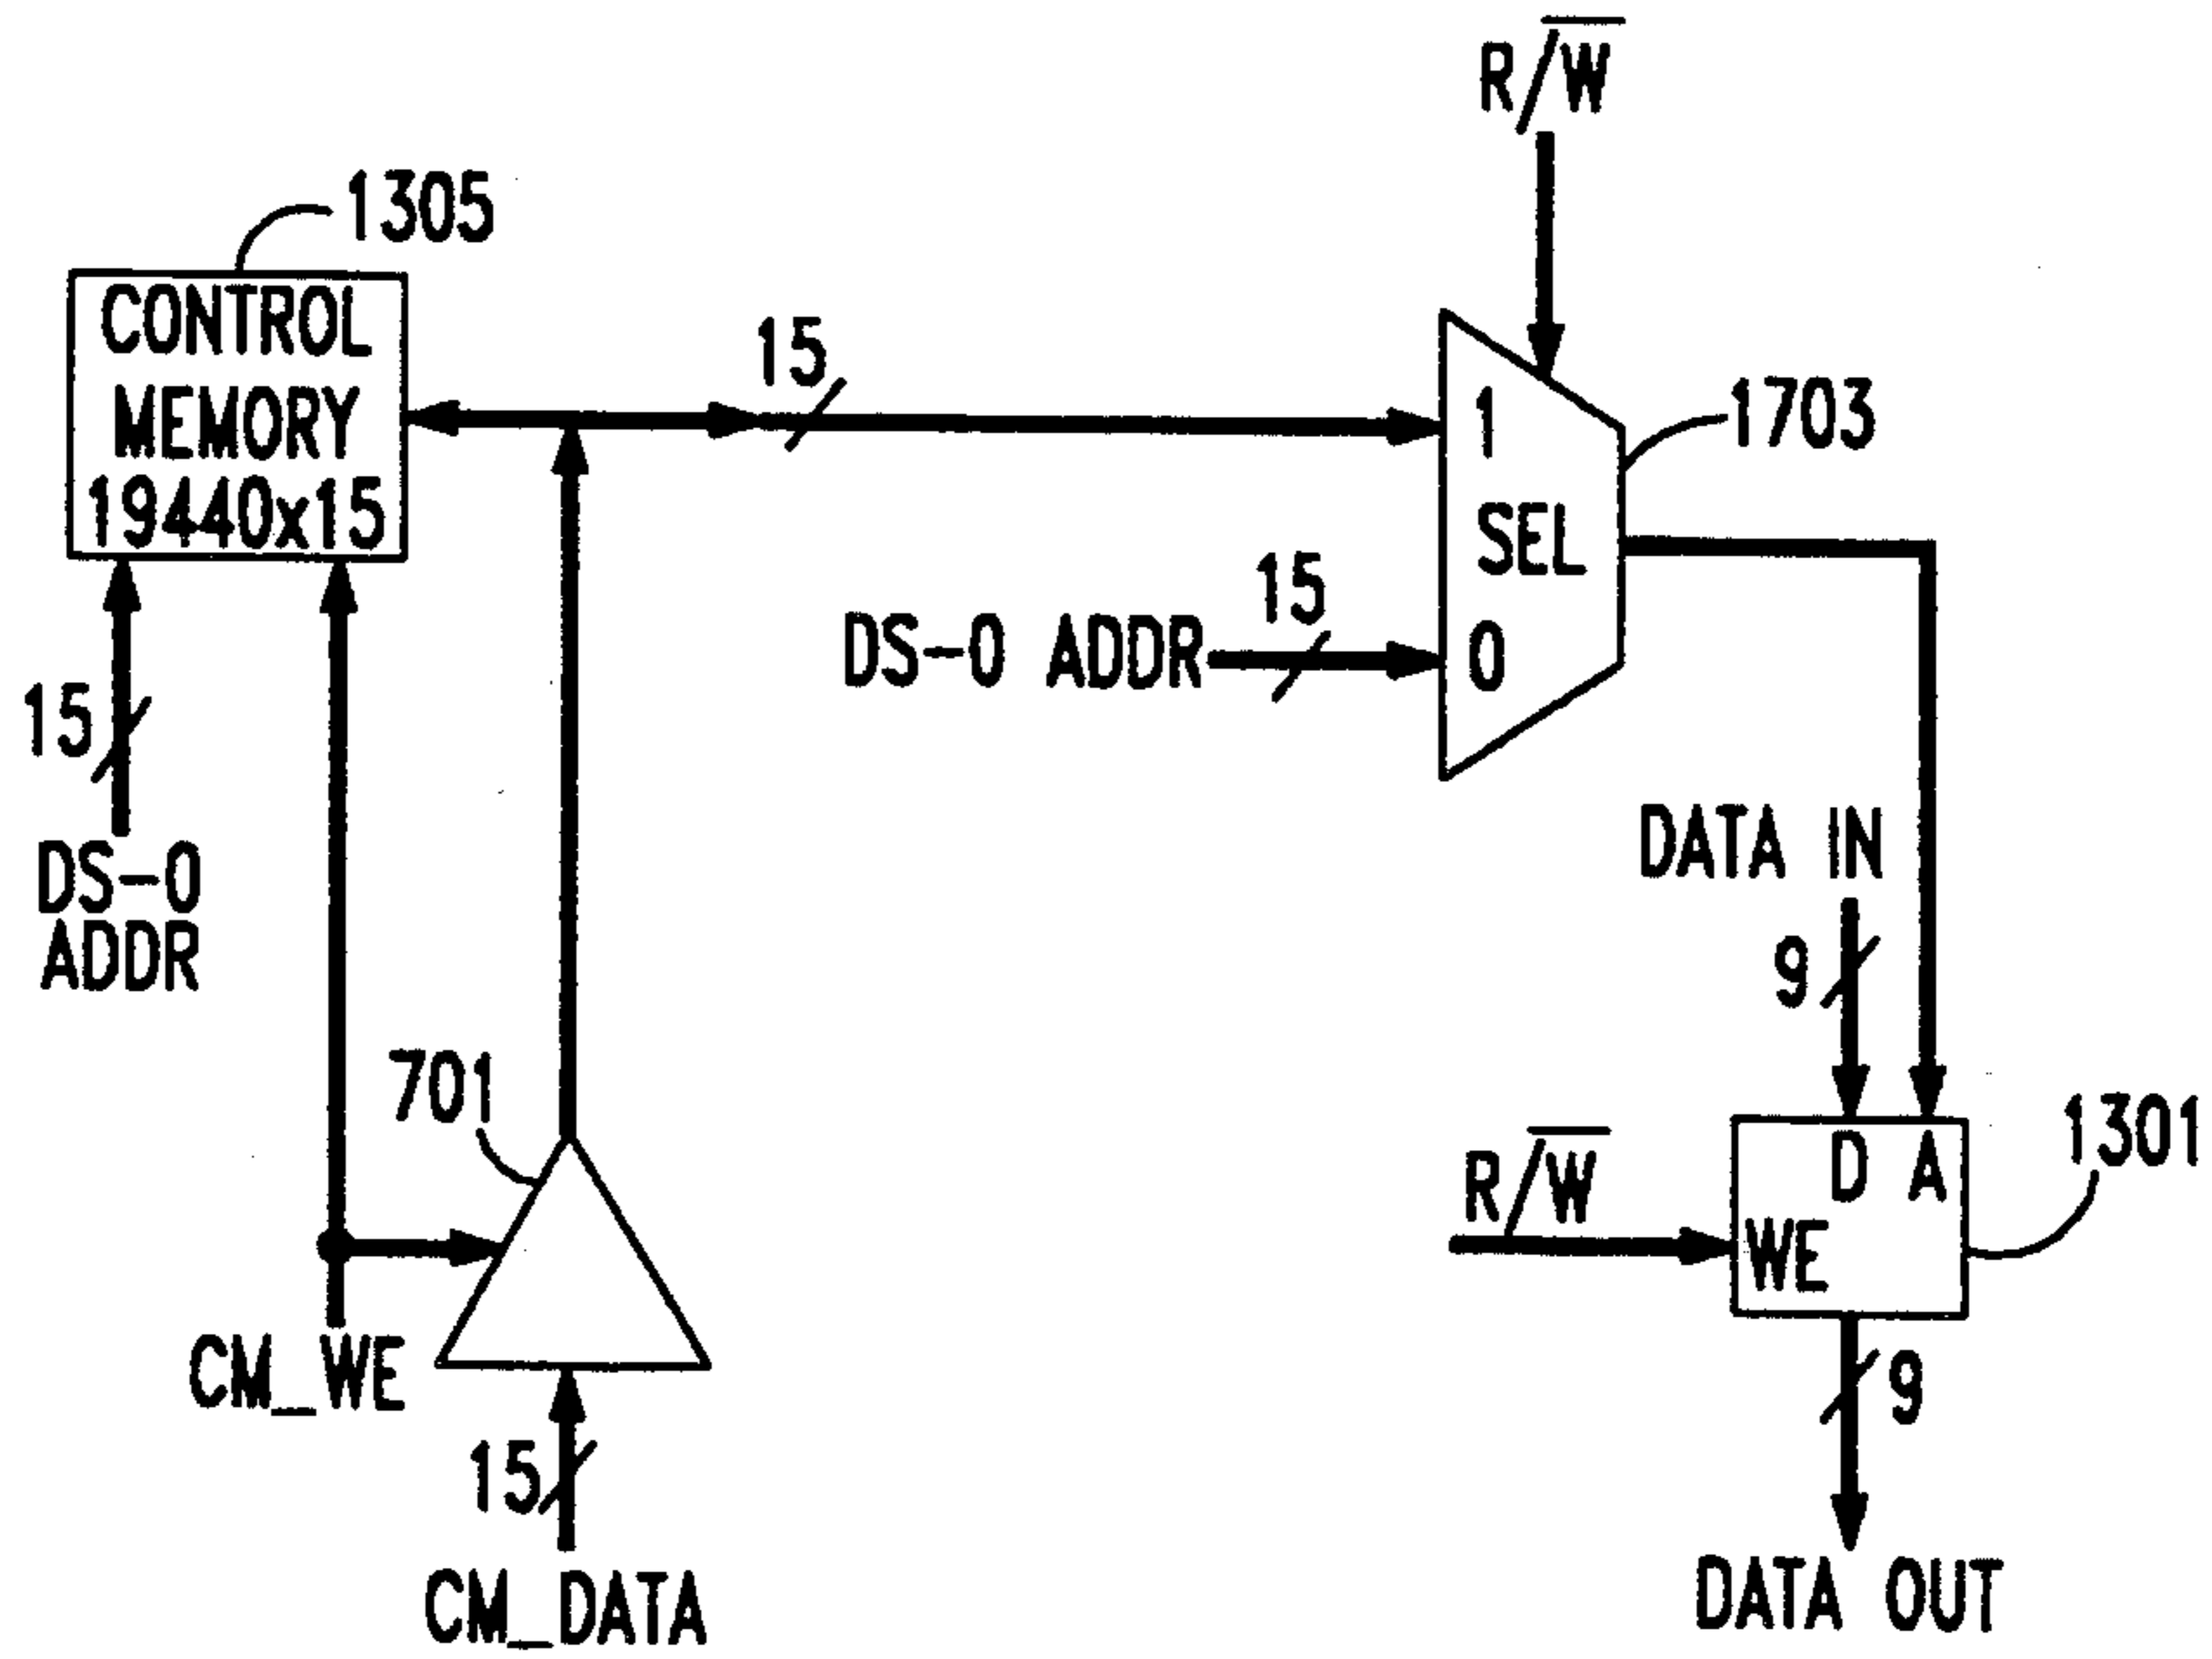 R/W̅
1305
CONTROL
MEMORY
19440x15
15
1
SEL
0
1703
15
DS-0 ADDR
15
DS-0
ADDR
DATA IN
9
701
R/W̅
D A
WE
1301
CM_WE
9
15
CM_DATA
DATA OUT